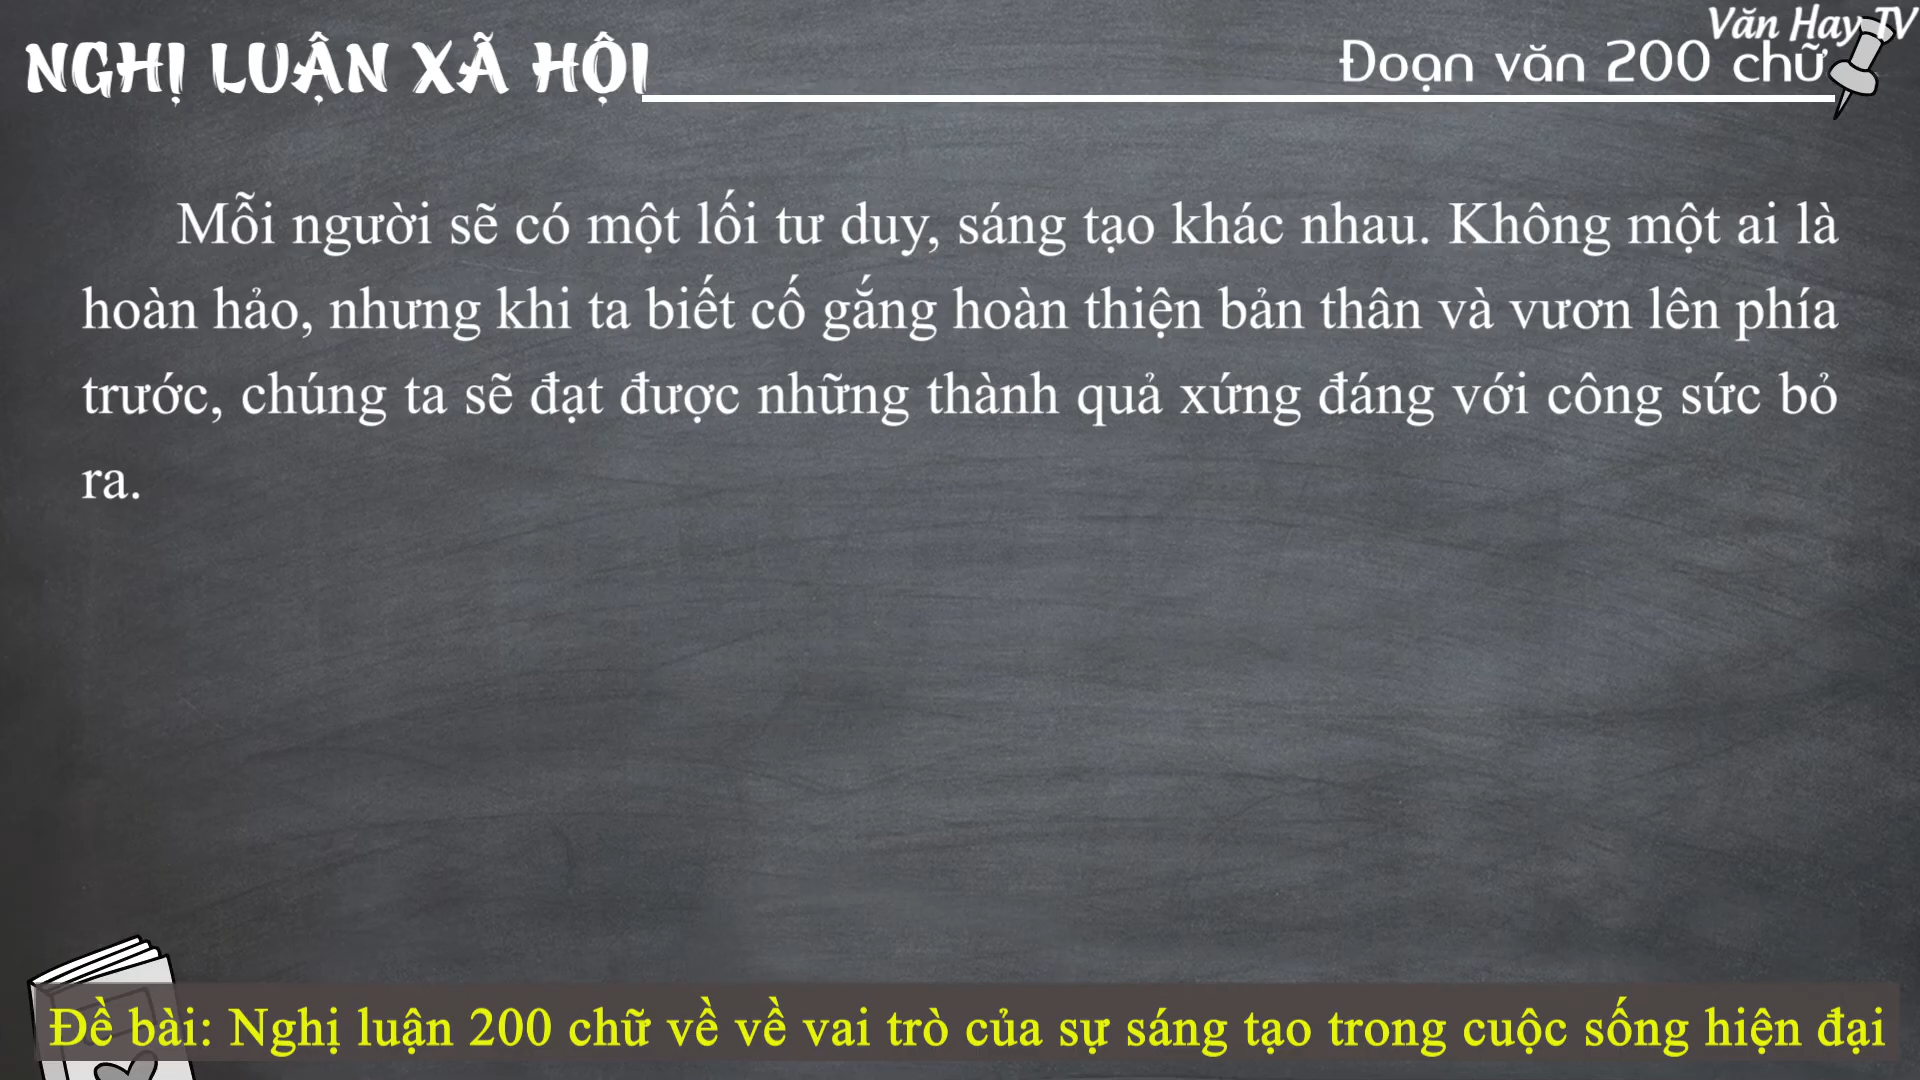 Văn Hay TV
NGHỊ LUẬN XÃ HỘI
Đoạn văn 200 chữ
Mỗi người sẽ có một lối tư duy, sáng tạo khác nhau. Không một ai là
hoàn hảo, nhưng khi ta biết cố gắng hoàn thiện bản thân và vươn lên phía
trước, chúng ta sẽ đạt được những thành quả xứng đáng với công sức bỏ
ra.
Đề bài: Nghị luận 200 chữ về về vai trò của sự sáng tạo trong cuộc sống hiện đại